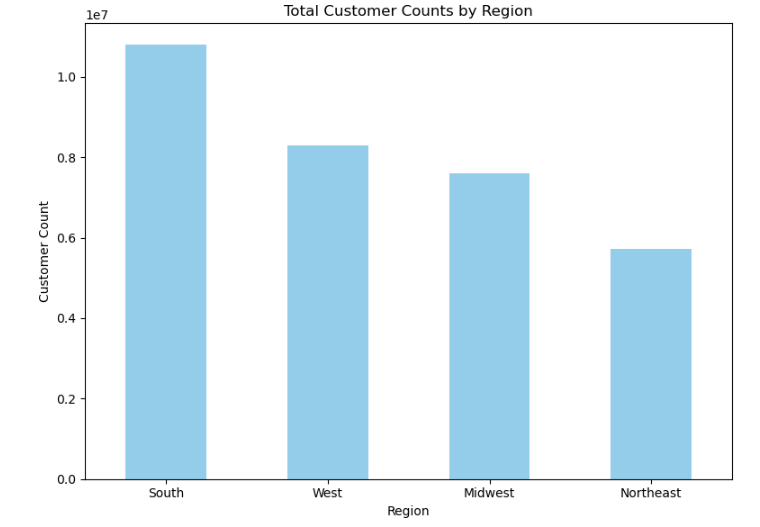 Total Customer Counts by Region
1e7
1.0
0.8
0.6
0.4
0.2
0.0
Customer Count
South West Midwest Northeast
Region